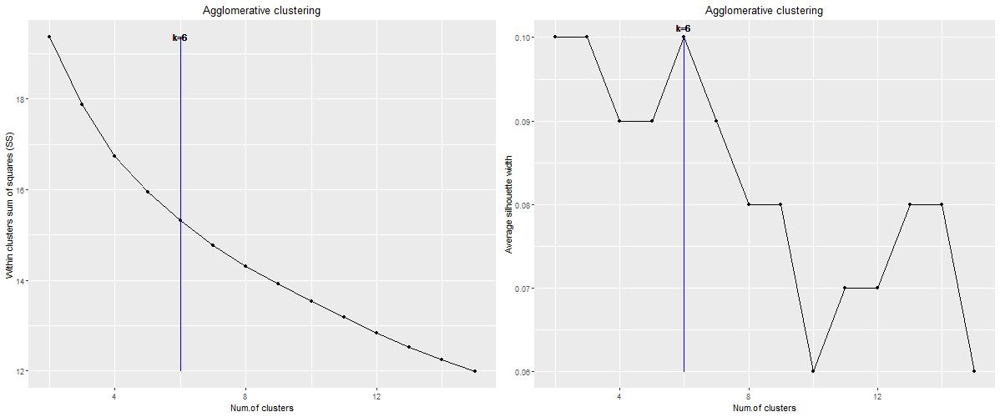 Agglomerative clustering
k=6
18
16
14
12
Within clusters sum of squares (SS)
4
8
12
Num.of clusters
Agglomerative clustering
k=6
0.10
0.09
0.08
0.07
0.06
Average silhouette width
4
8
12
Num.of clusters